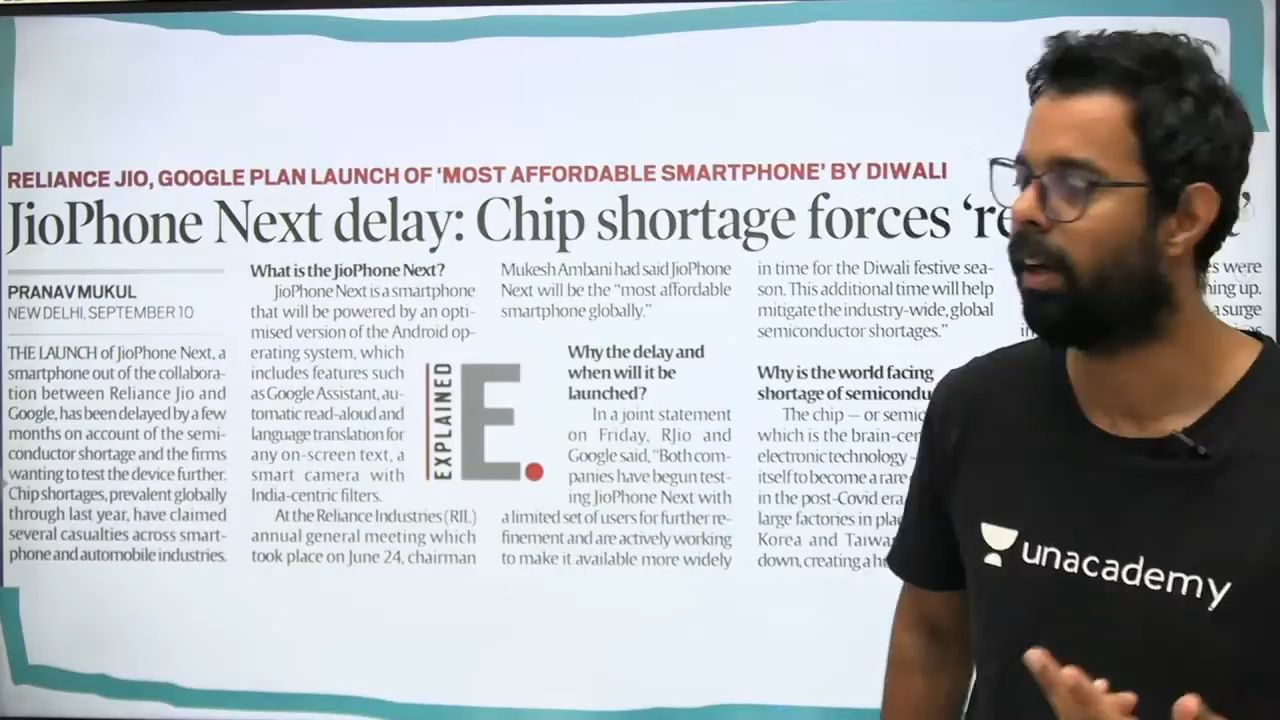 RELIANCE JIO, GOOGLE PLAN LAUNCH OF 'MOST AFFORDABLE SMARTPHONE' BY DIWALI
JioPhone Next delay: Chip shortage forces
PRANAV MUKUL
NEW DELHI, SEPTEMBER 10
THE LAUNCH of JioPhone Next, a
smartphone out of the collabora-
tion between Reliance Jio and
Google, has been delayed by a few
months on account of the semi-
conductor shortage and the firms
wanting to test the device further.
Chip shortages, prevalent globally
through last year, have claimed
several casualties across smart-
phone and automobile industries.
What is the JioPhone Next?
JioPhone Next is a smartphone
that will be powered by an opti-
mised version of the Android op-
erating system, which
includes features such
as Google Assistant, au-
tomatic read-aloud and
language translation for
any on-screen text, a
smart camera with
India-centric filters.
At the Reliance Industries (RIL)
annual general meeting which
took place on June 24, chairman
EXPLAINED
E.
Mukesh Ambani had said JioPhone
Next will be the "most affordable
smartphone globally."
Why the delay and
when will it be
launched?
In a joint statement
on Friday, RJio and
Google said, "Both com-
panies have begun test-
ing JioPhone Next with
a limited set of users for further re-
finement and are actively working
to make it available more widely
in time for the Diwali festive sea-
son. This additional time will help
mitigate the industry-wide, global
semiconductor shortages."
Why is the world facing
shortage of
The chip — or
which is the
electronic technology
itself to become a rare
in the post-Covid era
large factories in
Korea and
down, creating a
were
a surge
unacademy